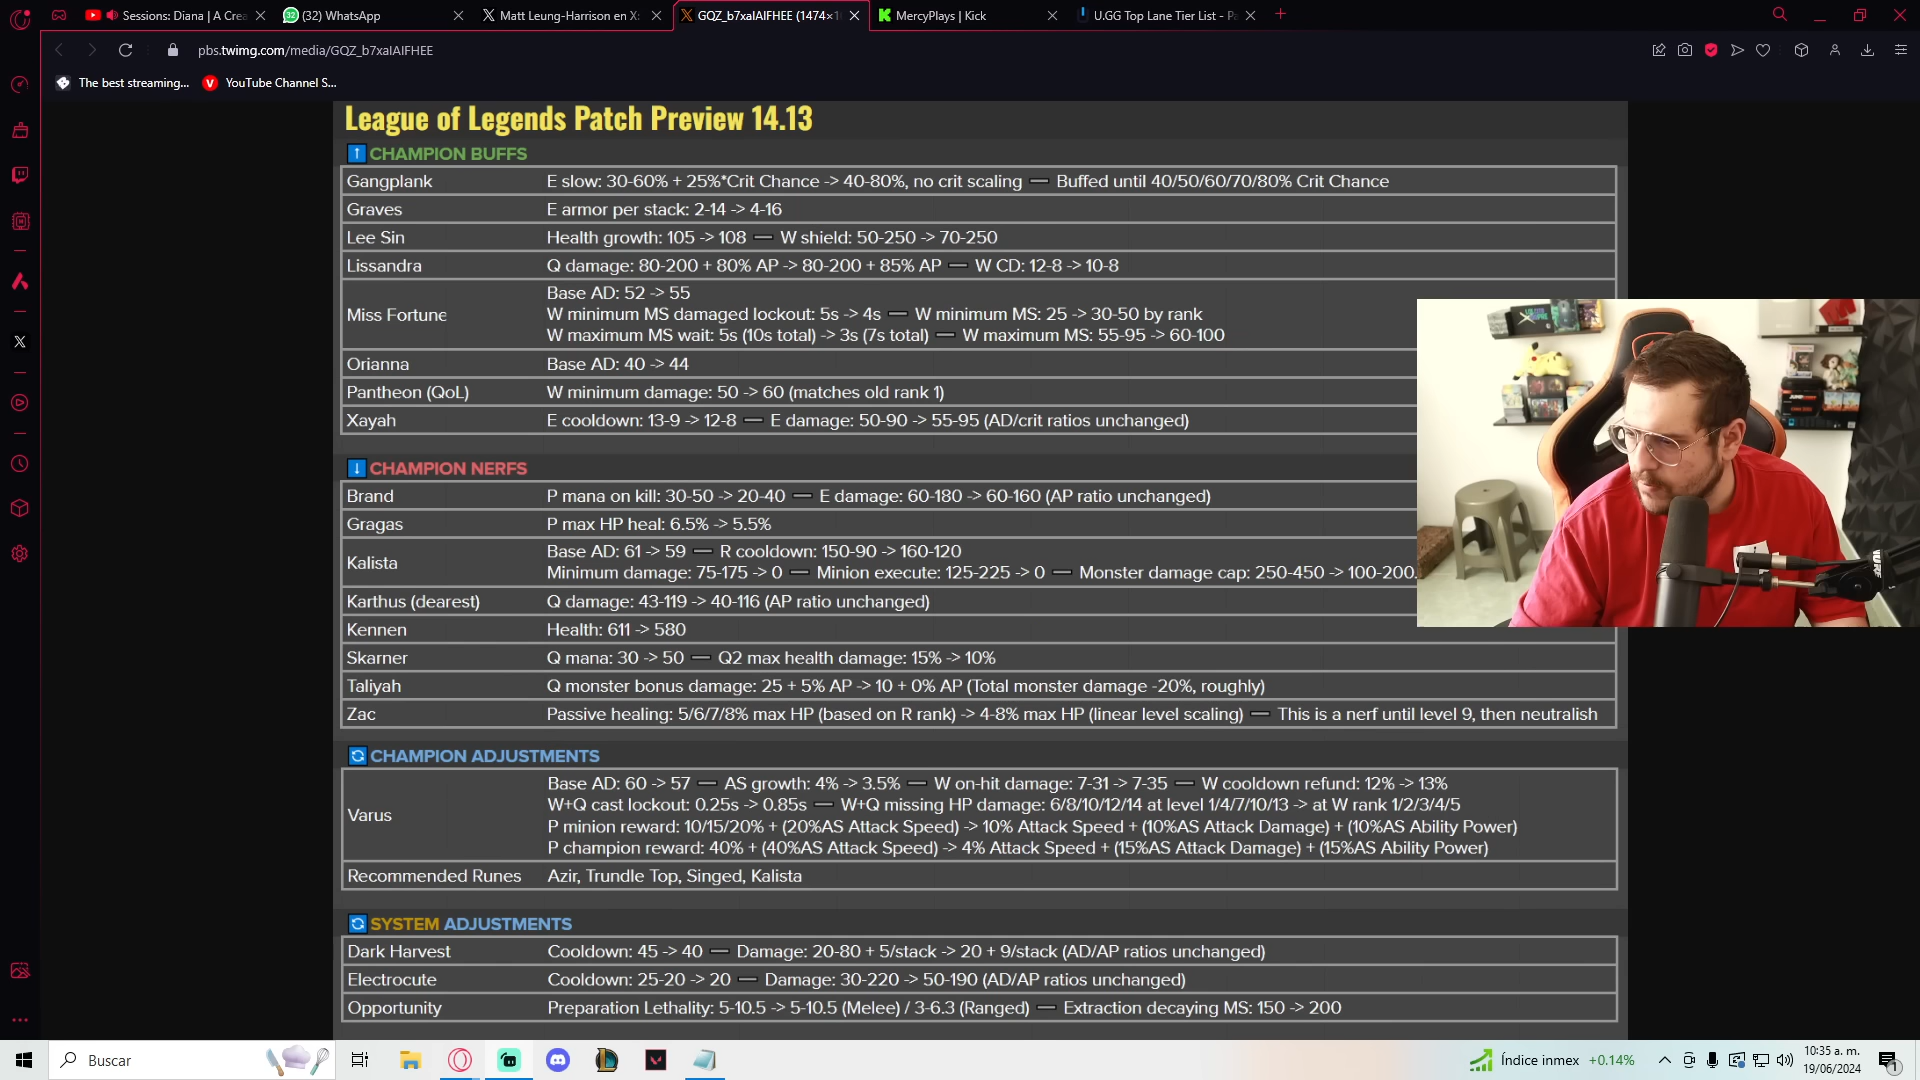 Sessions: Diana | A Crea
(32) WhatsApp
Matt Leung-Harrison en X:
GQZ_b7xaIAIFHEE (1474×1
MercyPlays | Kick
U.GG Top Lane Tier List - Pa
pbs.twimg.com/media/GQZ_b7xaIAIFHEE
The best streaming...
YouTube Channel S...
League of Legends Patch Preview 14.13
CHAMPION BUFFS
Gangplank E slow: 30-60% + 25%*Crit Chance -> 40-80%, no crit scaling — Buffed until 40/50/60/70/80% Crit Chance
Graves E armor per stack: 2-14 -> 4-16
Lee Sin Health growth: 105 -> 108 — W shield: 50-250 -> 70-250
Lissandra Q damage: 80-200 + 80% AP -> 80-200 + 85% AP — W CD: 12-8 -> 10-8
Base AD: 52 -> 55
Miss Fortune W minimum MS damaged lockout: 5s -> 4s — W minimum MS: 25 -> 30-50 by rank
W maximum MS wait: 5s (10s total) -> 3s (7s total) — W maximum MS: 55-95 -> 60-100
Orianna Base AD: 40 -> 44
Pantheon (QoL) W minimum damage: 50 -> 60 (matches old rank 1)
Xayah E cooldown: 13-9 -> 12-8 — E damage: 50-90 -> 55-95 (AD/crit ratios unchanged)
CHAMPION NERFS
Brand P mana on kill: 30-50 -> 20-40 — E damage: 60-180 -> 60-160 (AP ratio unchanged)
Gragas P max HP heal: 6.5% -> 5.5%
Kalista Base AD: 61 -> 59 — R cooldown: 150-90 -> 160-120
Minimum damage: 75-175 -> 0 — Minion execute: 125-225 -> 0 — Monster damage cap: 250-450 -> 100-200
Karthus (dearest) Q damage: 43-119 -> 40-116 (AP ratio unchanged)
Kennen Health: 611 -> 580
Skarner Q mana: 30 -> 50 — Q2 max health damage: 15% -> 10%
Taliyah Q monster bonus damage: 25 + 5% AP -> 10 + 0% AP (Total monster damage -20%, roughly)
Zac Passive healing: 5/6/7/8% max HP (based on R rank) -> 4-8% max HP (linear level scaling) — This is a nerf until level 9, then neutralish
CHAMPION ADJUSTMENTS
Base AD: 60 -> 57 — AS growth: 4% -> 3.5% — W on-hit damage: 7-31 -> 7-35 — W cooldown refund: 12% -> 13%
W+Q cast lockout: 0.25s -> 0.85s — W+Q missing HP damage: 6/8/10/12/14 at level 1/4/7/10/13 -> at W rank 1/2/3/4/5
Varus
P minion reward: 10/15/20% + (20%AS Attack Speed) -> 10% Attack Speed + (10%AS Attack Damage) + (10%AS Ability Power)
P champion reward: 40% + (40%AS Attack Speed) -> 4% Attack Speed + (15%AS Attack Damage) + (15%AS Ability Power)
Recommended Runes Azir, Trundle Top, Singed, Kalista
SYSTEM ADJUSTMENTS
Dark Harvest Cooldown: 45 -> 40 — Damage: 20-80 + 5/stack -> 20 + 9/stack (AD/AP ratios unchanged)
Electrocute Cooldown: 25-20 -> 20 — Damage: 30-220 -> 50-190 (AD/AP ratios unchanged)
Opportunity Preparation Lethality: 5-10.5 -> 5-10.5 (Melee) / 3-6.3 (Ranged) — Extraction decaying MS: 150 -> 200
Buscar
Índice inmex +0.14%
10:35 a. m.
19/06/2024
1